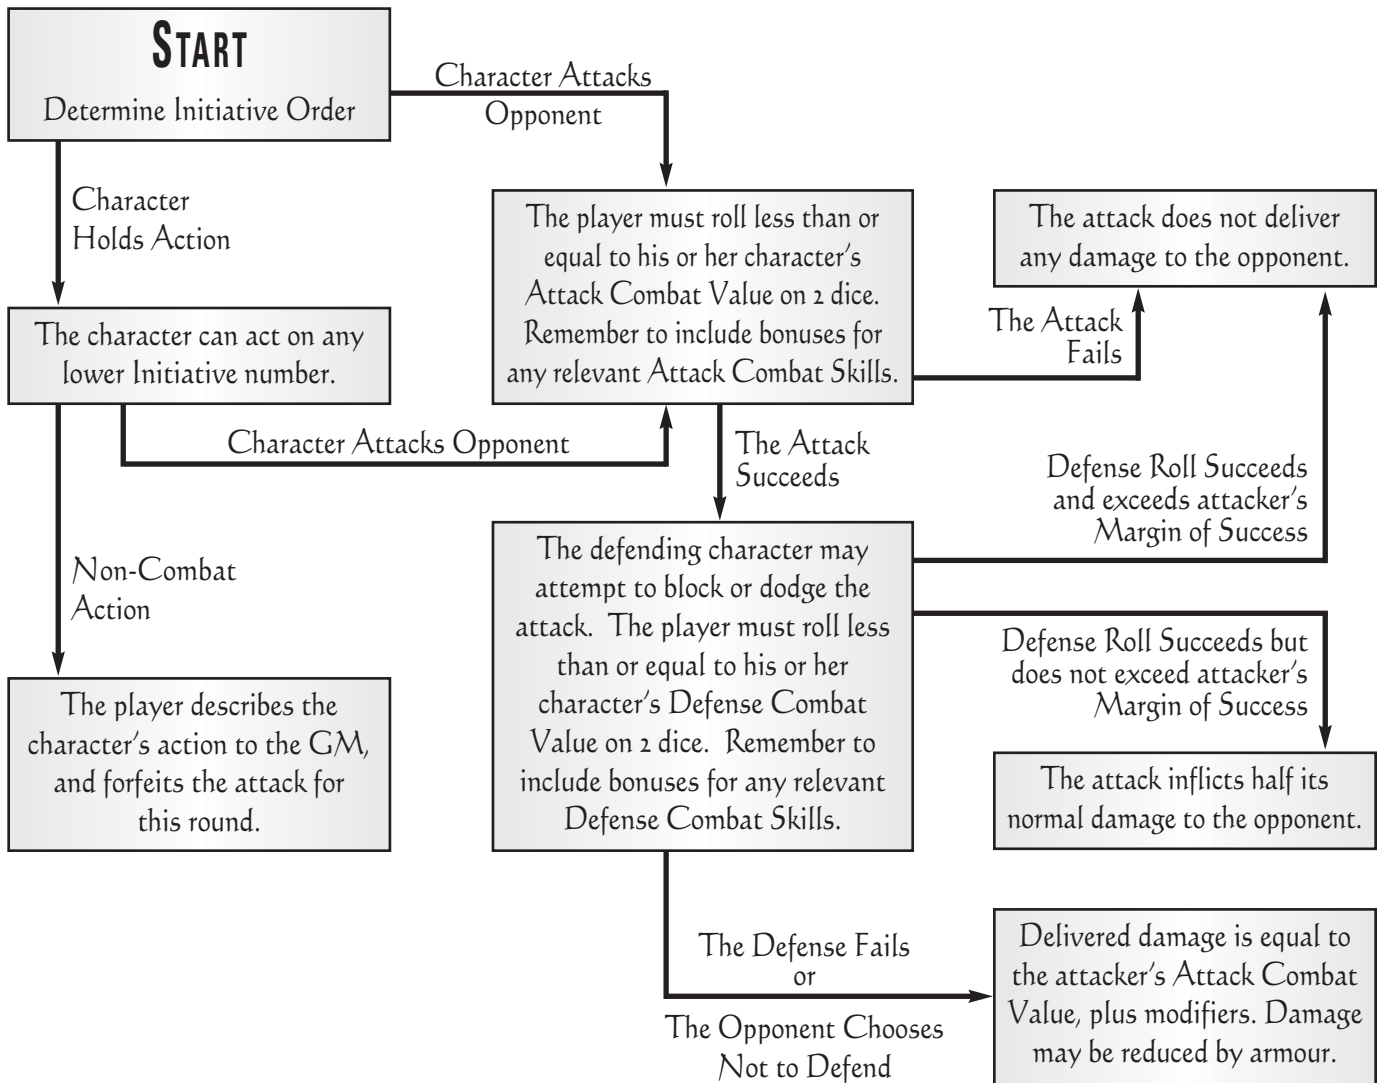 START
Determine Initiative Order
Character Attacks
Opponent
Character
Holds Action
The player must roll less than or
equal to his or her character's
Attack Combat Value on 2 dice.
Remember to include bonuses for
any relevant Attack Combat Skills.
The attack does not deliver
any damage to the opponent.
The character can act on any
lower Initiative number.
The Attack
Fails
Character Attacks Opponent
The Attack
Succeeds
Defense Roll Succeeds
and exceeds attacker's
Margin of Success
Non-Combat
Action
The defending character may
attempt to block or dodge the
attack. The player must roll less
than or equal to his or her
character's Defense Combat
Value on 2 dice. Remember to
include bonuses for any relevant
Defense Combat Skills.
Defense Roll Succeeds but
does not exceed attacker's
Margin of Success
The player describes the
character's action to the GM,
and forfeits the attack for
this round.
The attack inflicts half its
normal damage to the opponent.
The Defense Fails
or
The Opponent Chooses
Not to Defend
Delivered damage is equal to
the attacker's Attack Combat
Value, plus modifiers. Damage
may be reduced by armour.